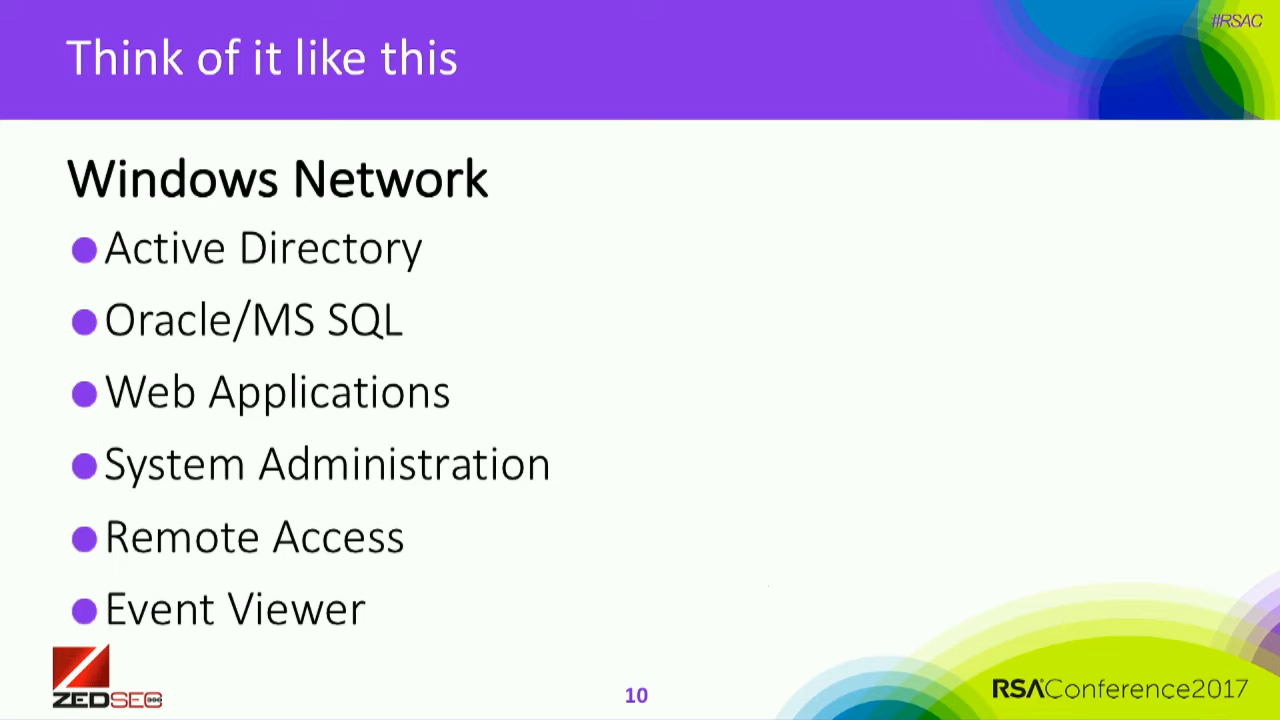 #RSAC
Think of it like this
Windows Network
Active Directory
Oracle/MS SQL
Web Applications
System Administration
Remote Access
Event Viewer
ZEDSEC 390
10
RSAConference2017